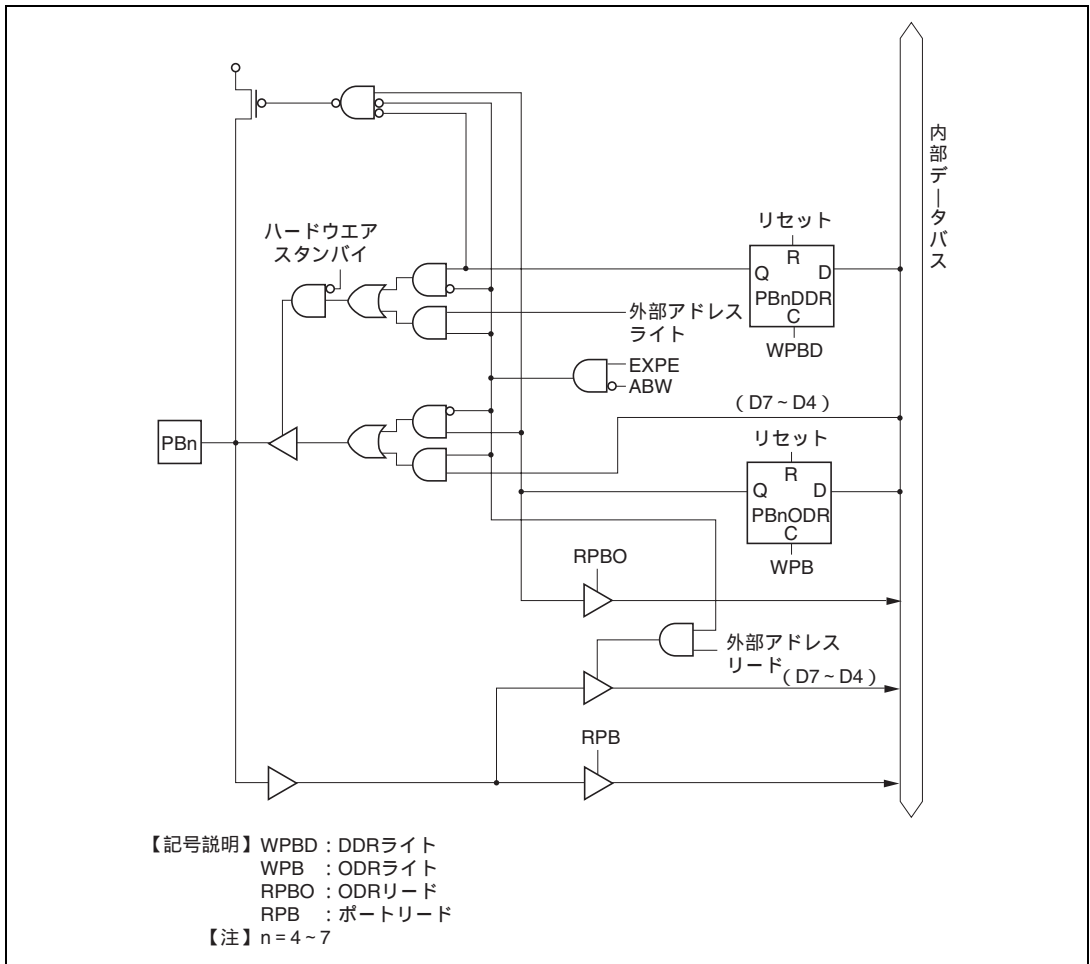 内部データバス
ハードウエア
スタンバイ
リセット
R
Q D
PBnDDR
C
WPBD
外部アドレス
ライト
EXPE
ABW
（D7～D4）
リセット
R
Q D
PBnODR
C
WPB
PBn
RPBO
外部アドレス
リード
（D7～D4）
RPB
【記号説明】WPBD：DDRライト
WPB ：ODRライト
RPBO：ODRリード
RPB ：ポートリード
【注】n = 4～7